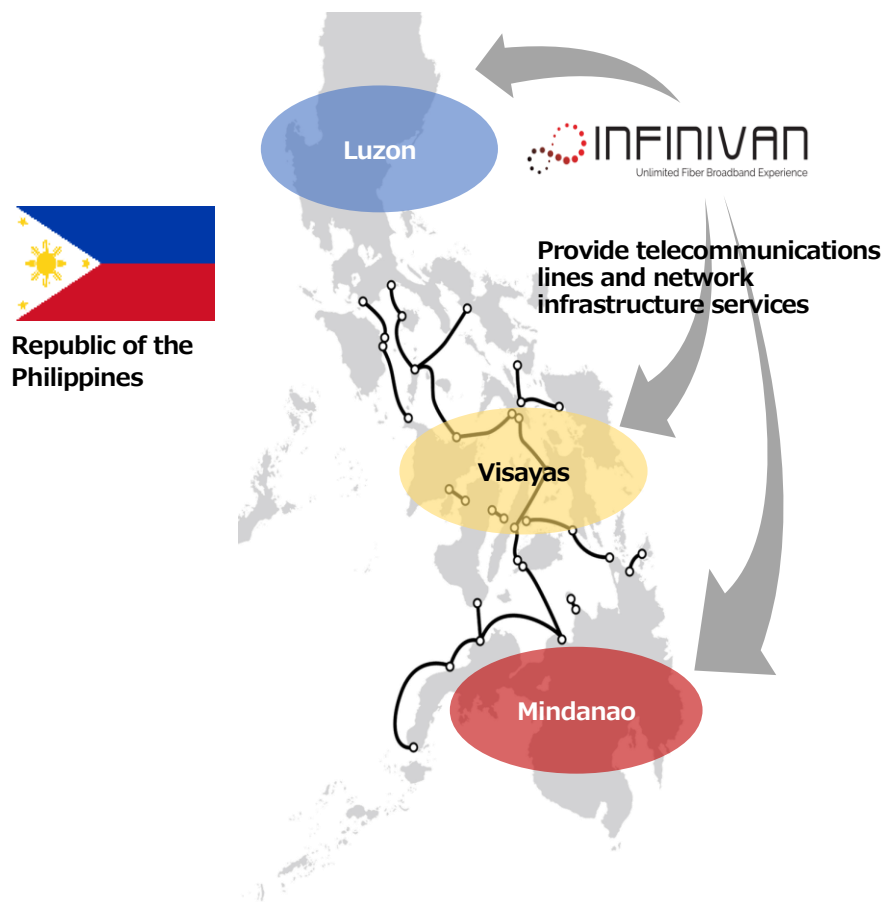 Luzon
INFINIVAN
Unlimited Fiber Broadband Experience
Provide telecommunications
lines and network
infrastructure services
Republic of the
Philippines
Visayas
Mindanao